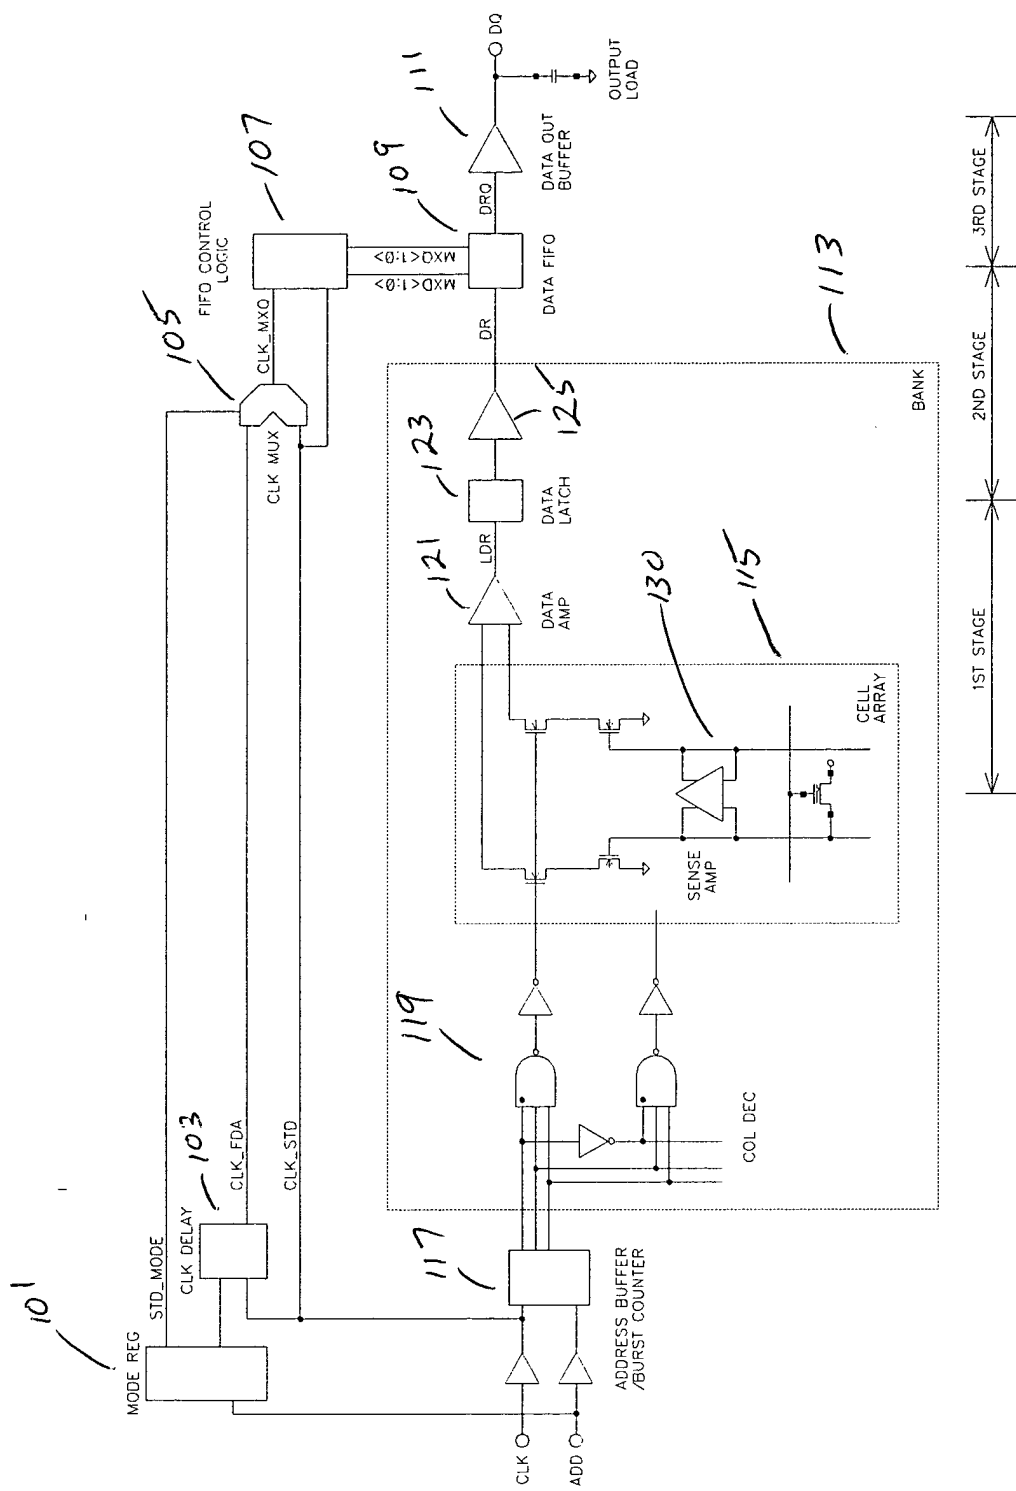 101
MODE REG
STD_MODE
CLK DELAY
103
CLK_FDA
CLK_STD
CLK MUX
105
CLK_MXQ
FIFO CONTROL
LOGIC
107
MXD<1:0>
MXQ<1:0>
109
DATA FIFO
DR
DRQ
111
DATA OUT
BUFFER
DQ
OUTPUT
LOAD
CLK
ADD
117
ADDRESS BUFFER
/BURST COUNTER
119
COL DEC
SENSE
AMP
130
115
CELL
ARRAY
121
DATA
AMP
LDR
123
DATA
LATCH
125
113
BANK
1ST STAGE
2ND STAGE
3RD STAGE